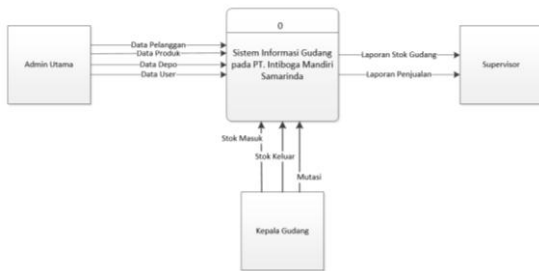 0
Sistem Informasi Gudang
pada PT. Intiboga Mandiri
Samarinda
Admin Utama
Data Pelanggan
Data Produk
Data Depo
Data User
Laporan Stok Gudang
Laporan Penjualan
Supervisor
Stok Masuk
Stok Keluar
Mutasi
Kepala Gudang